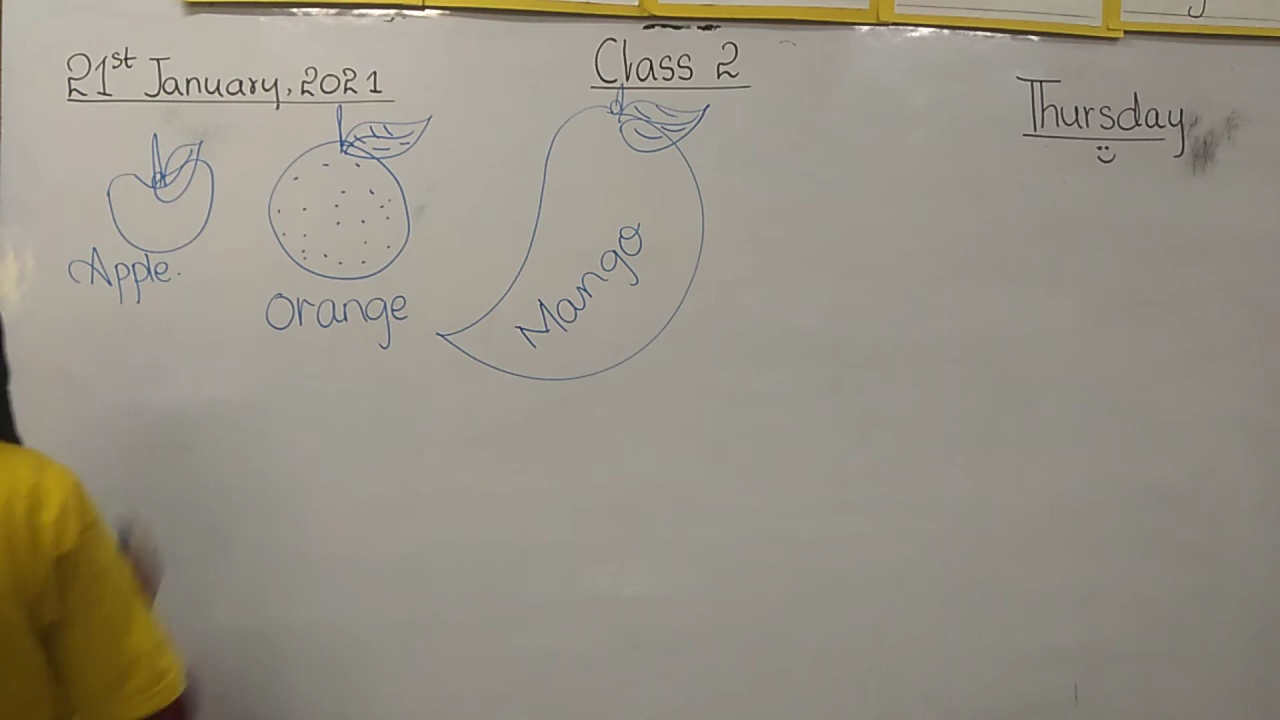 21st January, 2021
Class 2
Thursday
Apple.
Orange
Mango